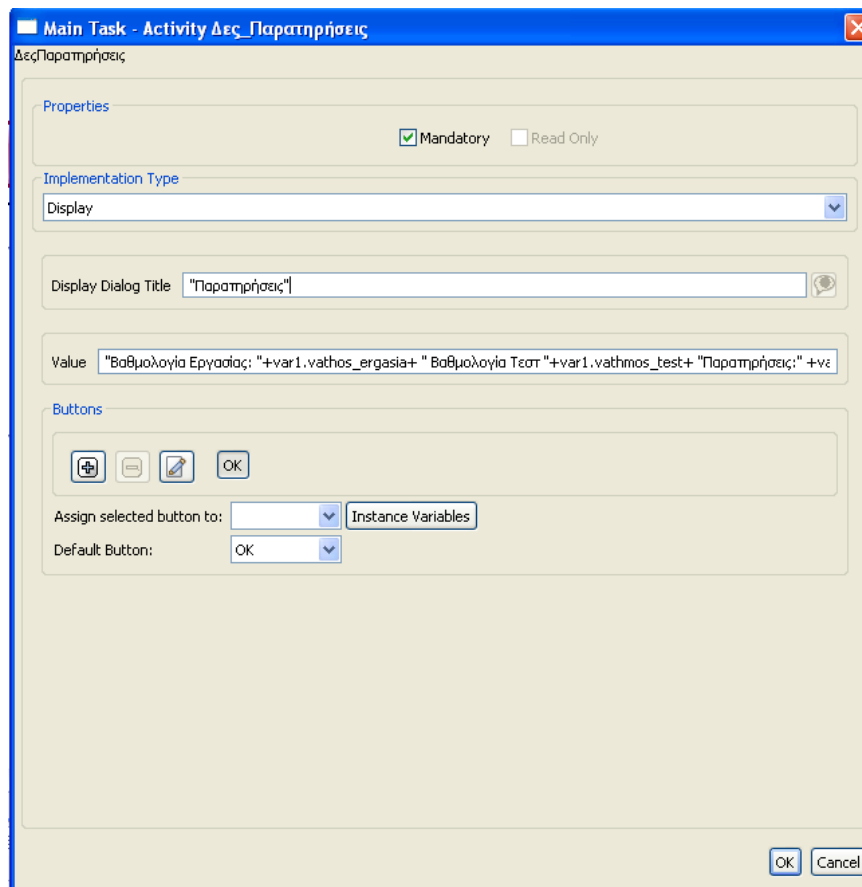 Main Task - Activity Δες_Παρατηρήσεις
ΔεςΠαρατηρήσεις
Properties
Mandatory Read Only
Implementation Type
Display
Display Dialog Title "Παρατηρήσεις"
Value "Βαθμολογία Εργασίας: "+var1.vathos_ergasia+ " Βαθμολογία Τεστ "+var1.vathmos_test+ "Παρατηρήσεις:" +va
Buttons
OK
Assign selected button to: Instance Variables
Default Button: OK
OK Cancel